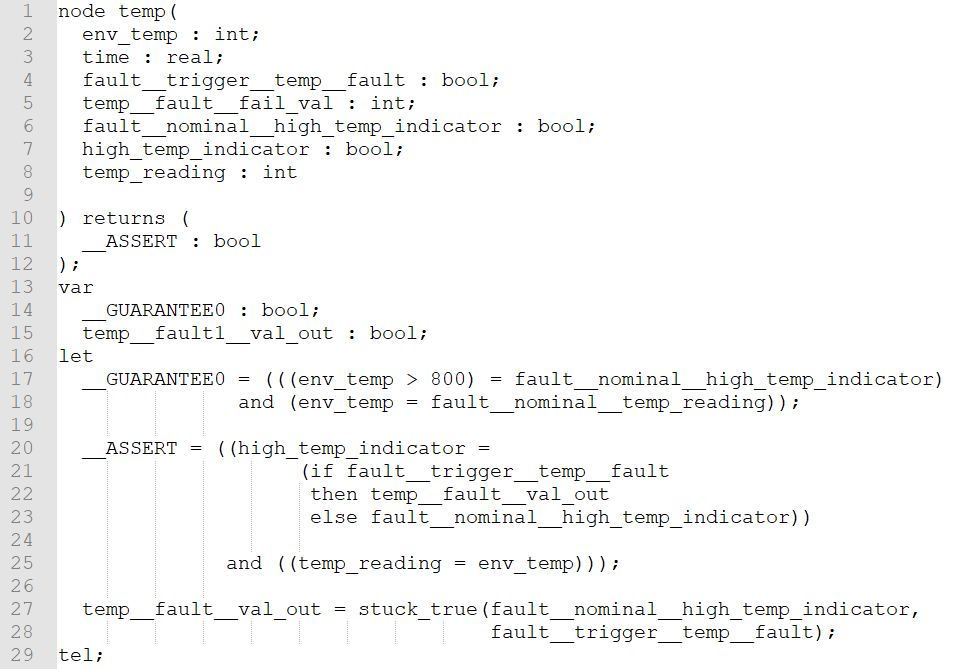 1 node temp(
2 env_temp : int;
3 time : real;
4 fault__trigger__temp__fault : bool;
5 temp__fault__fail_val : int;
6 fault__nominal__high_temp_indicator : bool;
7 high_temp_indicator : bool;
8 temp_reading : int
9
10 ) returns (
11 __ASSERT : bool
12 );
13 var
14 __GUARANTEE0 : bool;
15 temp__fault1__val_out : bool;
16 let
17 __GUARANTEE0 = (((env_temp > 800) = fault__nominal__high_temp_indicator)
18 and (env_temp = fault__nominal__temp_reading));
19
20 __ASSERT = ((high_temp_indicator =
21 (if fault__trigger__temp__fault
22 then temp__fault__val_out
23 else fault__nominal__high_temp_indicator))
24
25 and ((temp_reading = env_temp)));
26
27 temp__fault__val_out = stuck_true(fault__nominal__high_temp_indicator,
28 fault__trigger__temp__fault);
29 tel;